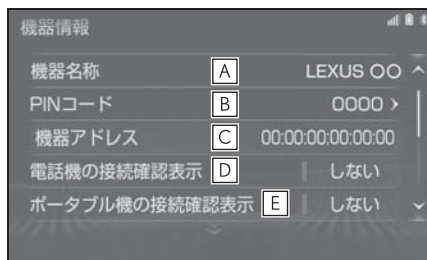 機器情報
機器名称 A LEXUS ○○
PINコード B 0000 >
機器アドレス C 00:00:00:00:00:00
電話機の接続確認表示 D しない
ポータブル機の接続確認表示 E しない